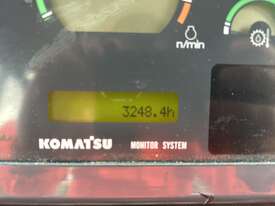 n/min
3248.4h
KOMATSU MONITOR SYSTEM